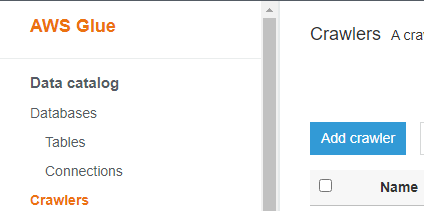 AWS Glue
Data catalog
Databases
Tables
Connections
Crawlers
Crawlers A
Add crawler
Name